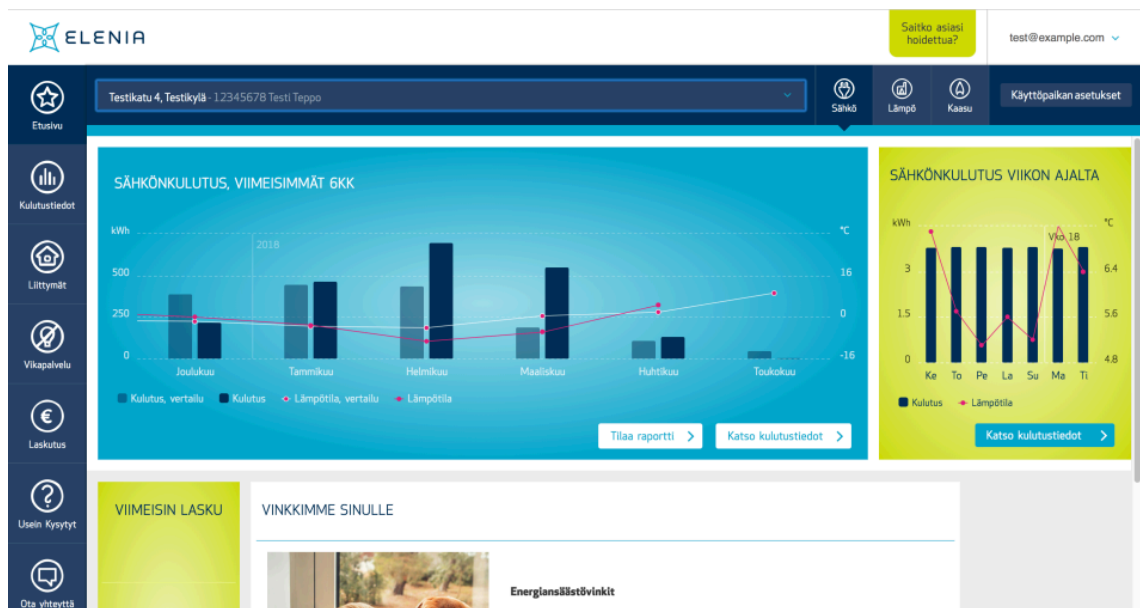 ELENIA
Saitko asiasi
hoidettua?
test@example.com
Etusivu
Testikatu 4, Testikylä - 12345678 Testi Teppo
Sähkö
Lämpö
Kaasu
Käyttöpaikan asetukset
Kulutustiedot
Liittymät
Vikapalvelu
Laskutus
Usein Kysytyt
Ota yhteyttä
SÄHKÖNKULUTUS, VIIMEISIMMÄT 6KK
kWh
°C
2018
500
16
250
0
0
-16
Joulukuu
Tammikuu
Helmikuu
Maaliskuu
Huhtikuu
Toukokuu
Kulutus, vertailu
Kulutus
Lämpötila, vertailu
Lämpötila
Tilaa raportti
Katso kulutustiedot
SÄHKÖNKULUTUS VIIKON AJALTA
kWh
°C
Vko 18
3
6.4
1.5
5.6
0
4.8
Ke To Pe La Su Ma Ti
Kulutus
Lämpötila
Katso kulutustiedot
VIIMEISIN LASKU
VINKKIMME SINULLE
Energiansäästövinkit